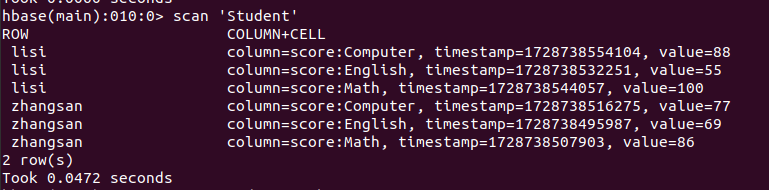 Took 0.0000 seconds
hbase(main):010:0> scan 'Student'
ROW COLUMN+CELL
lisi column=score:Computer, timestamp=1728738554104, value=88
lisi column=score:English, timestamp=1728738532251, value=55
lisi column=score:Math, timestamp=1728738544057, value=100
zhangsan column=score:Computer, timestamp=1728738516275, value=77
zhangsan column=score:English, timestamp=1728738495987, value=69
zhangsan column=score:Math, timestamp=1728738507903, value=86
2 row(s)
Took 0.0472 seconds